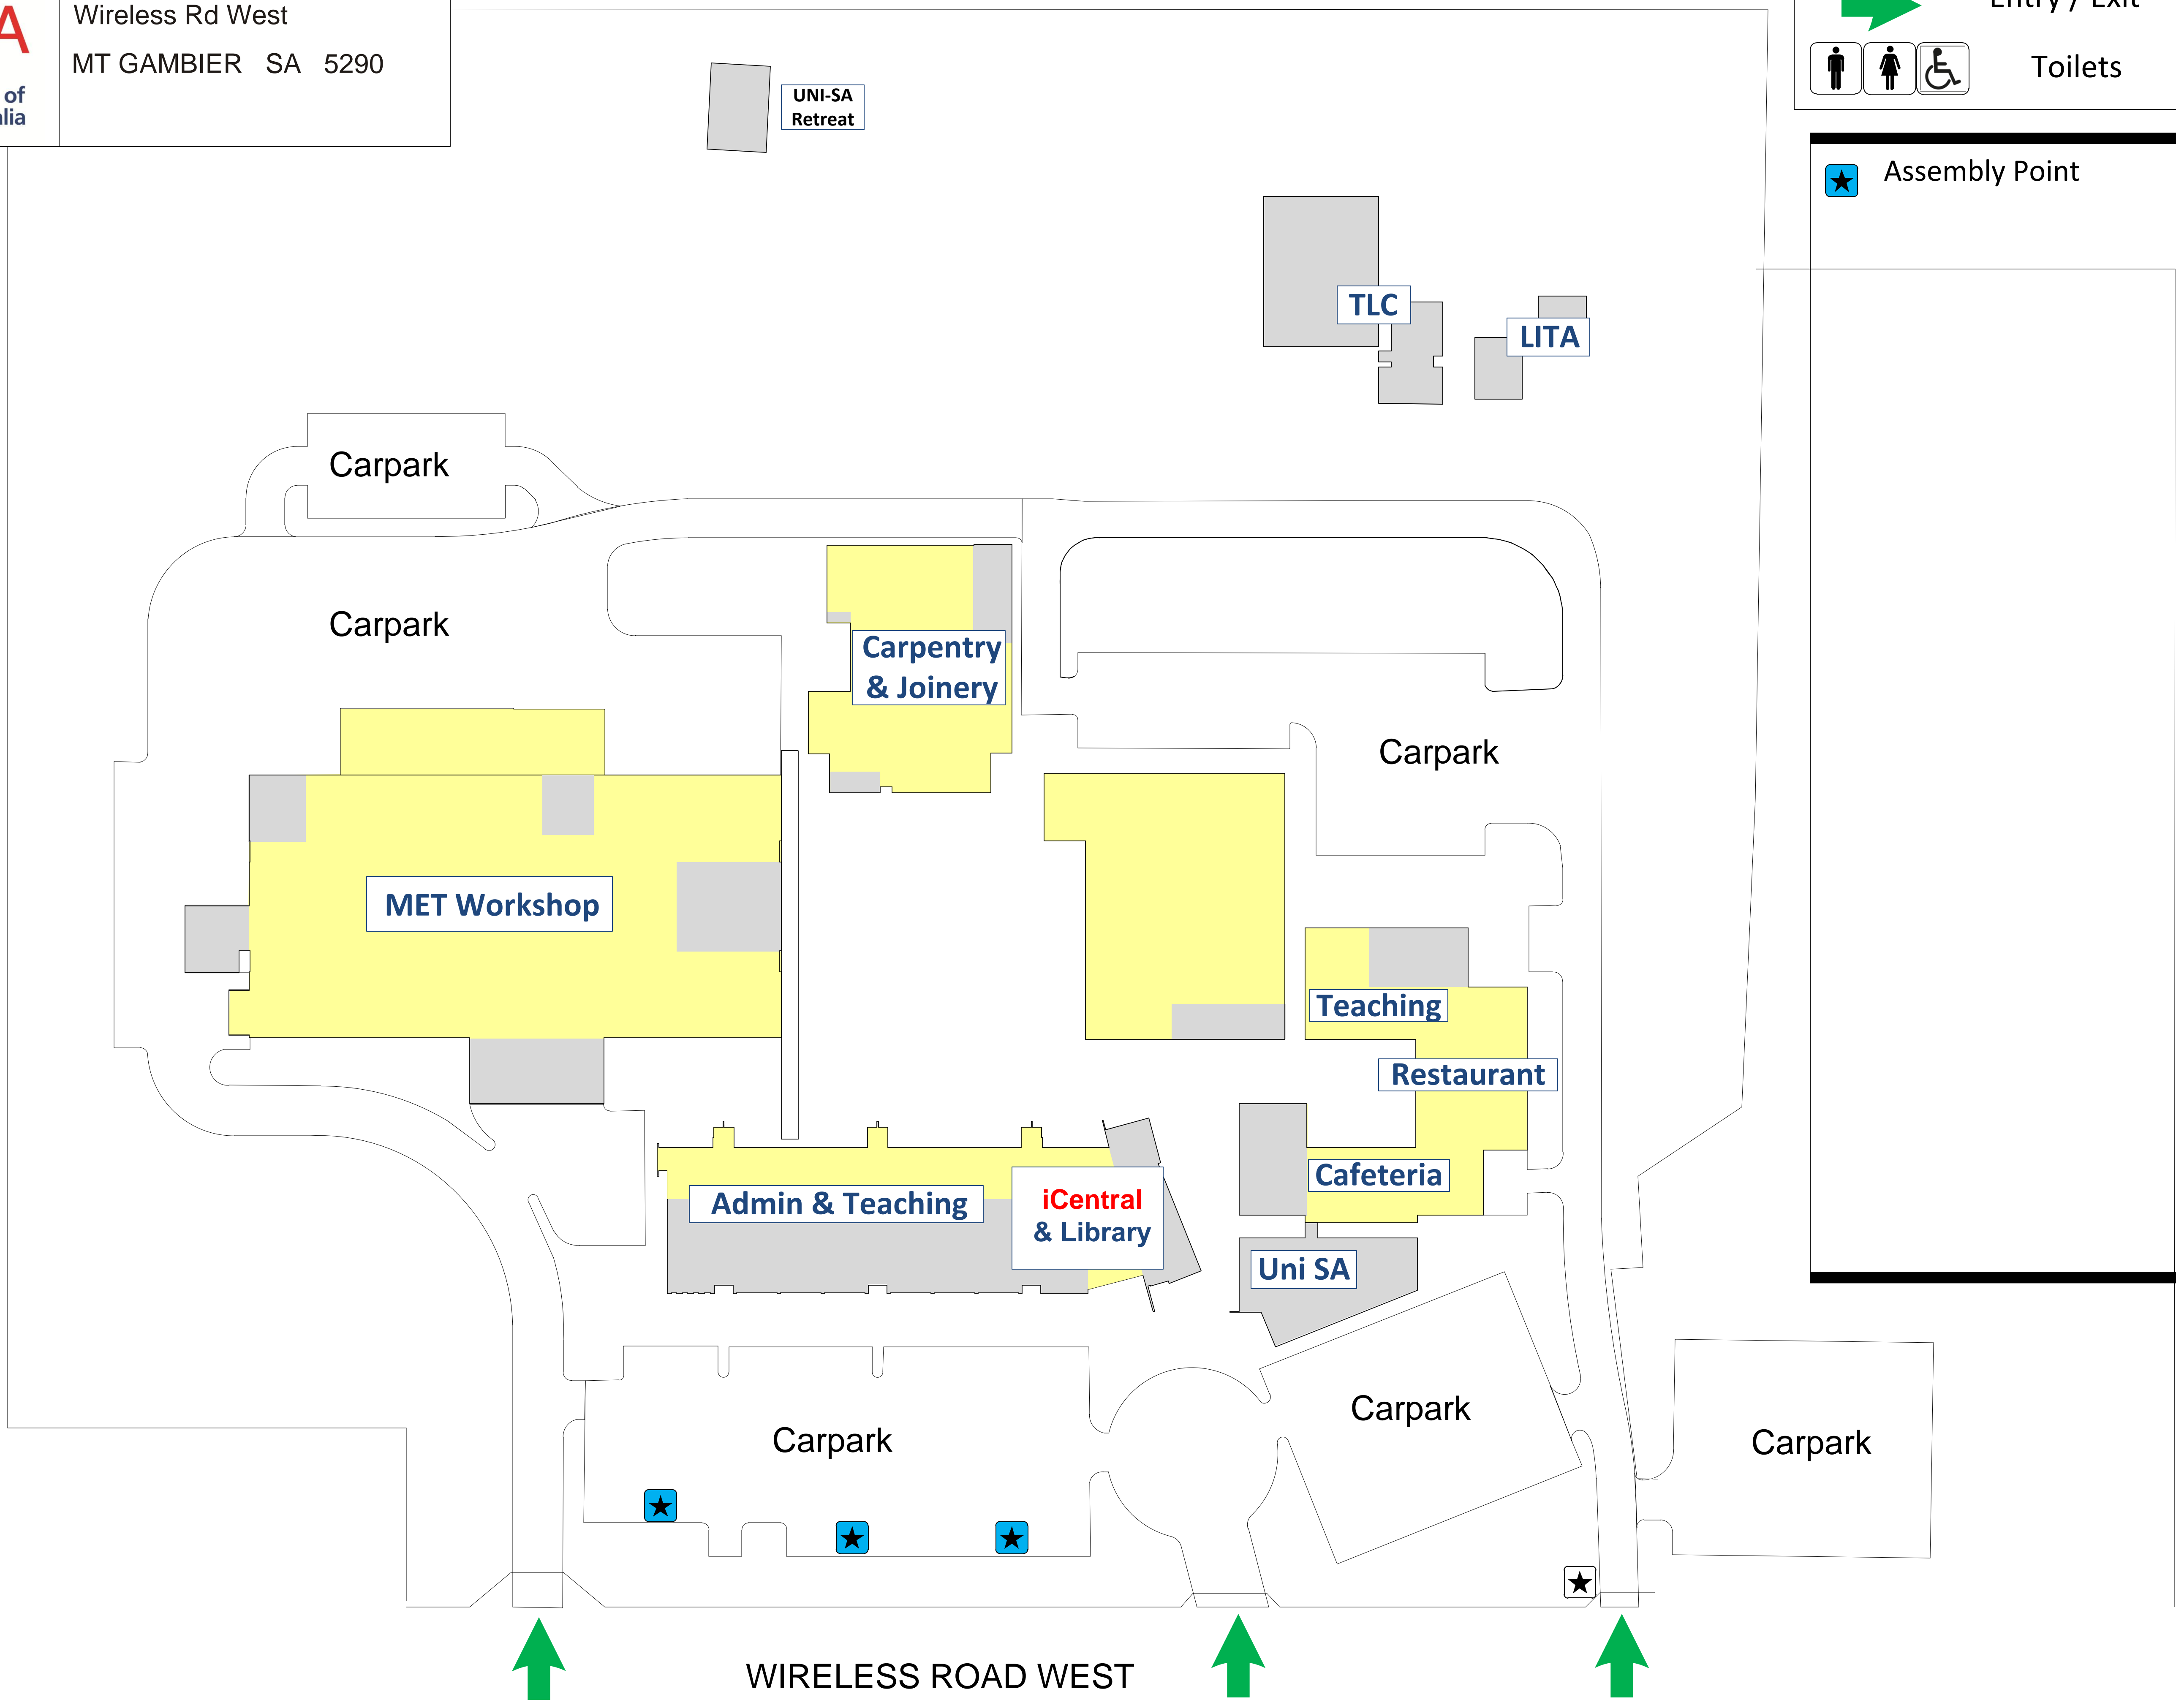 A
of
Wireless Rd West
MT GAMBIER SA 5290
Entry / Exit
Toilets
Assembly Point
UNI-SA
Retreat
TLC
LITA
Carpark
Carpark
Carpentry
& Joinery
Carpark
MET Workshop
Teaching
Restaurant
Cafeteria
Admin & Teaching
iCentral
& Library
Uni SA
Carpark
Carpark
Carpark
WIRELESS ROAD WEST